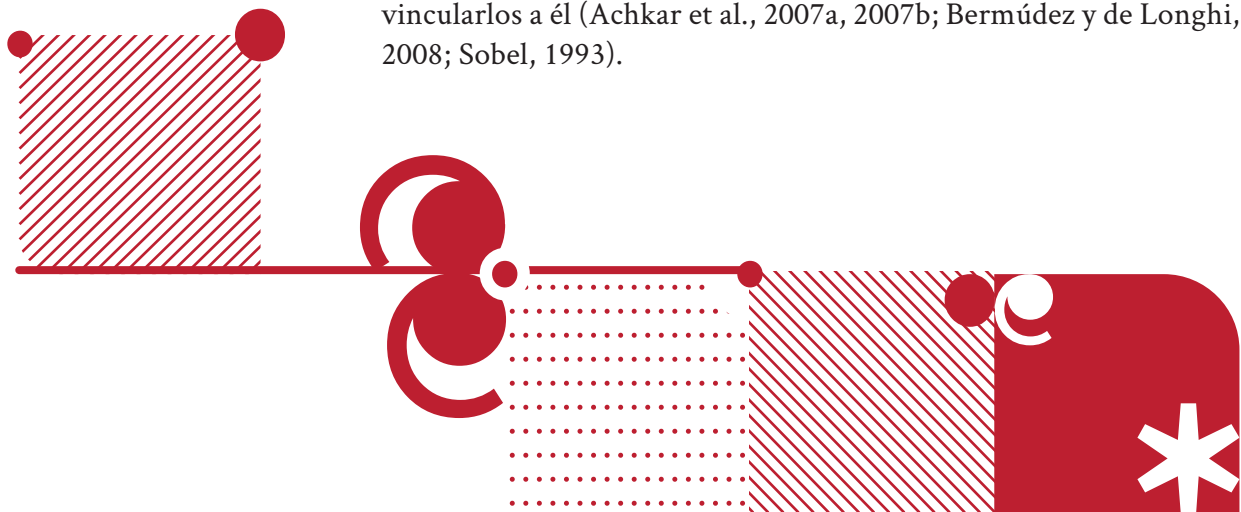 vincularlos a él (Achkar et al., 2007a, 2007b; Bermúdez y de Longhi,
2008; Sobel, 1993).